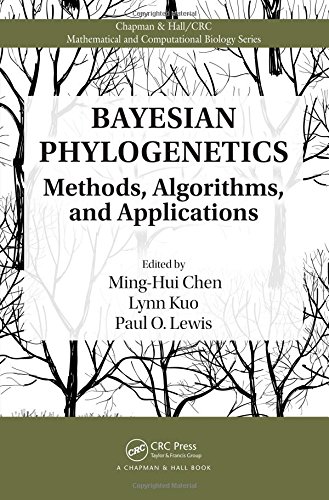 Chapman & Hall/CRC
Mathematical and Computational Biology Series
BAYESIAN
PHYLOGENETICS
Methods, Algorithms,
and Applications
Edited by
Ming-Hui Chen
Lynn Kuo
Paul O. Lewis
CRC
CRC Press
Taylor & Francis Group
A CHAPMAN & HALL BOOK